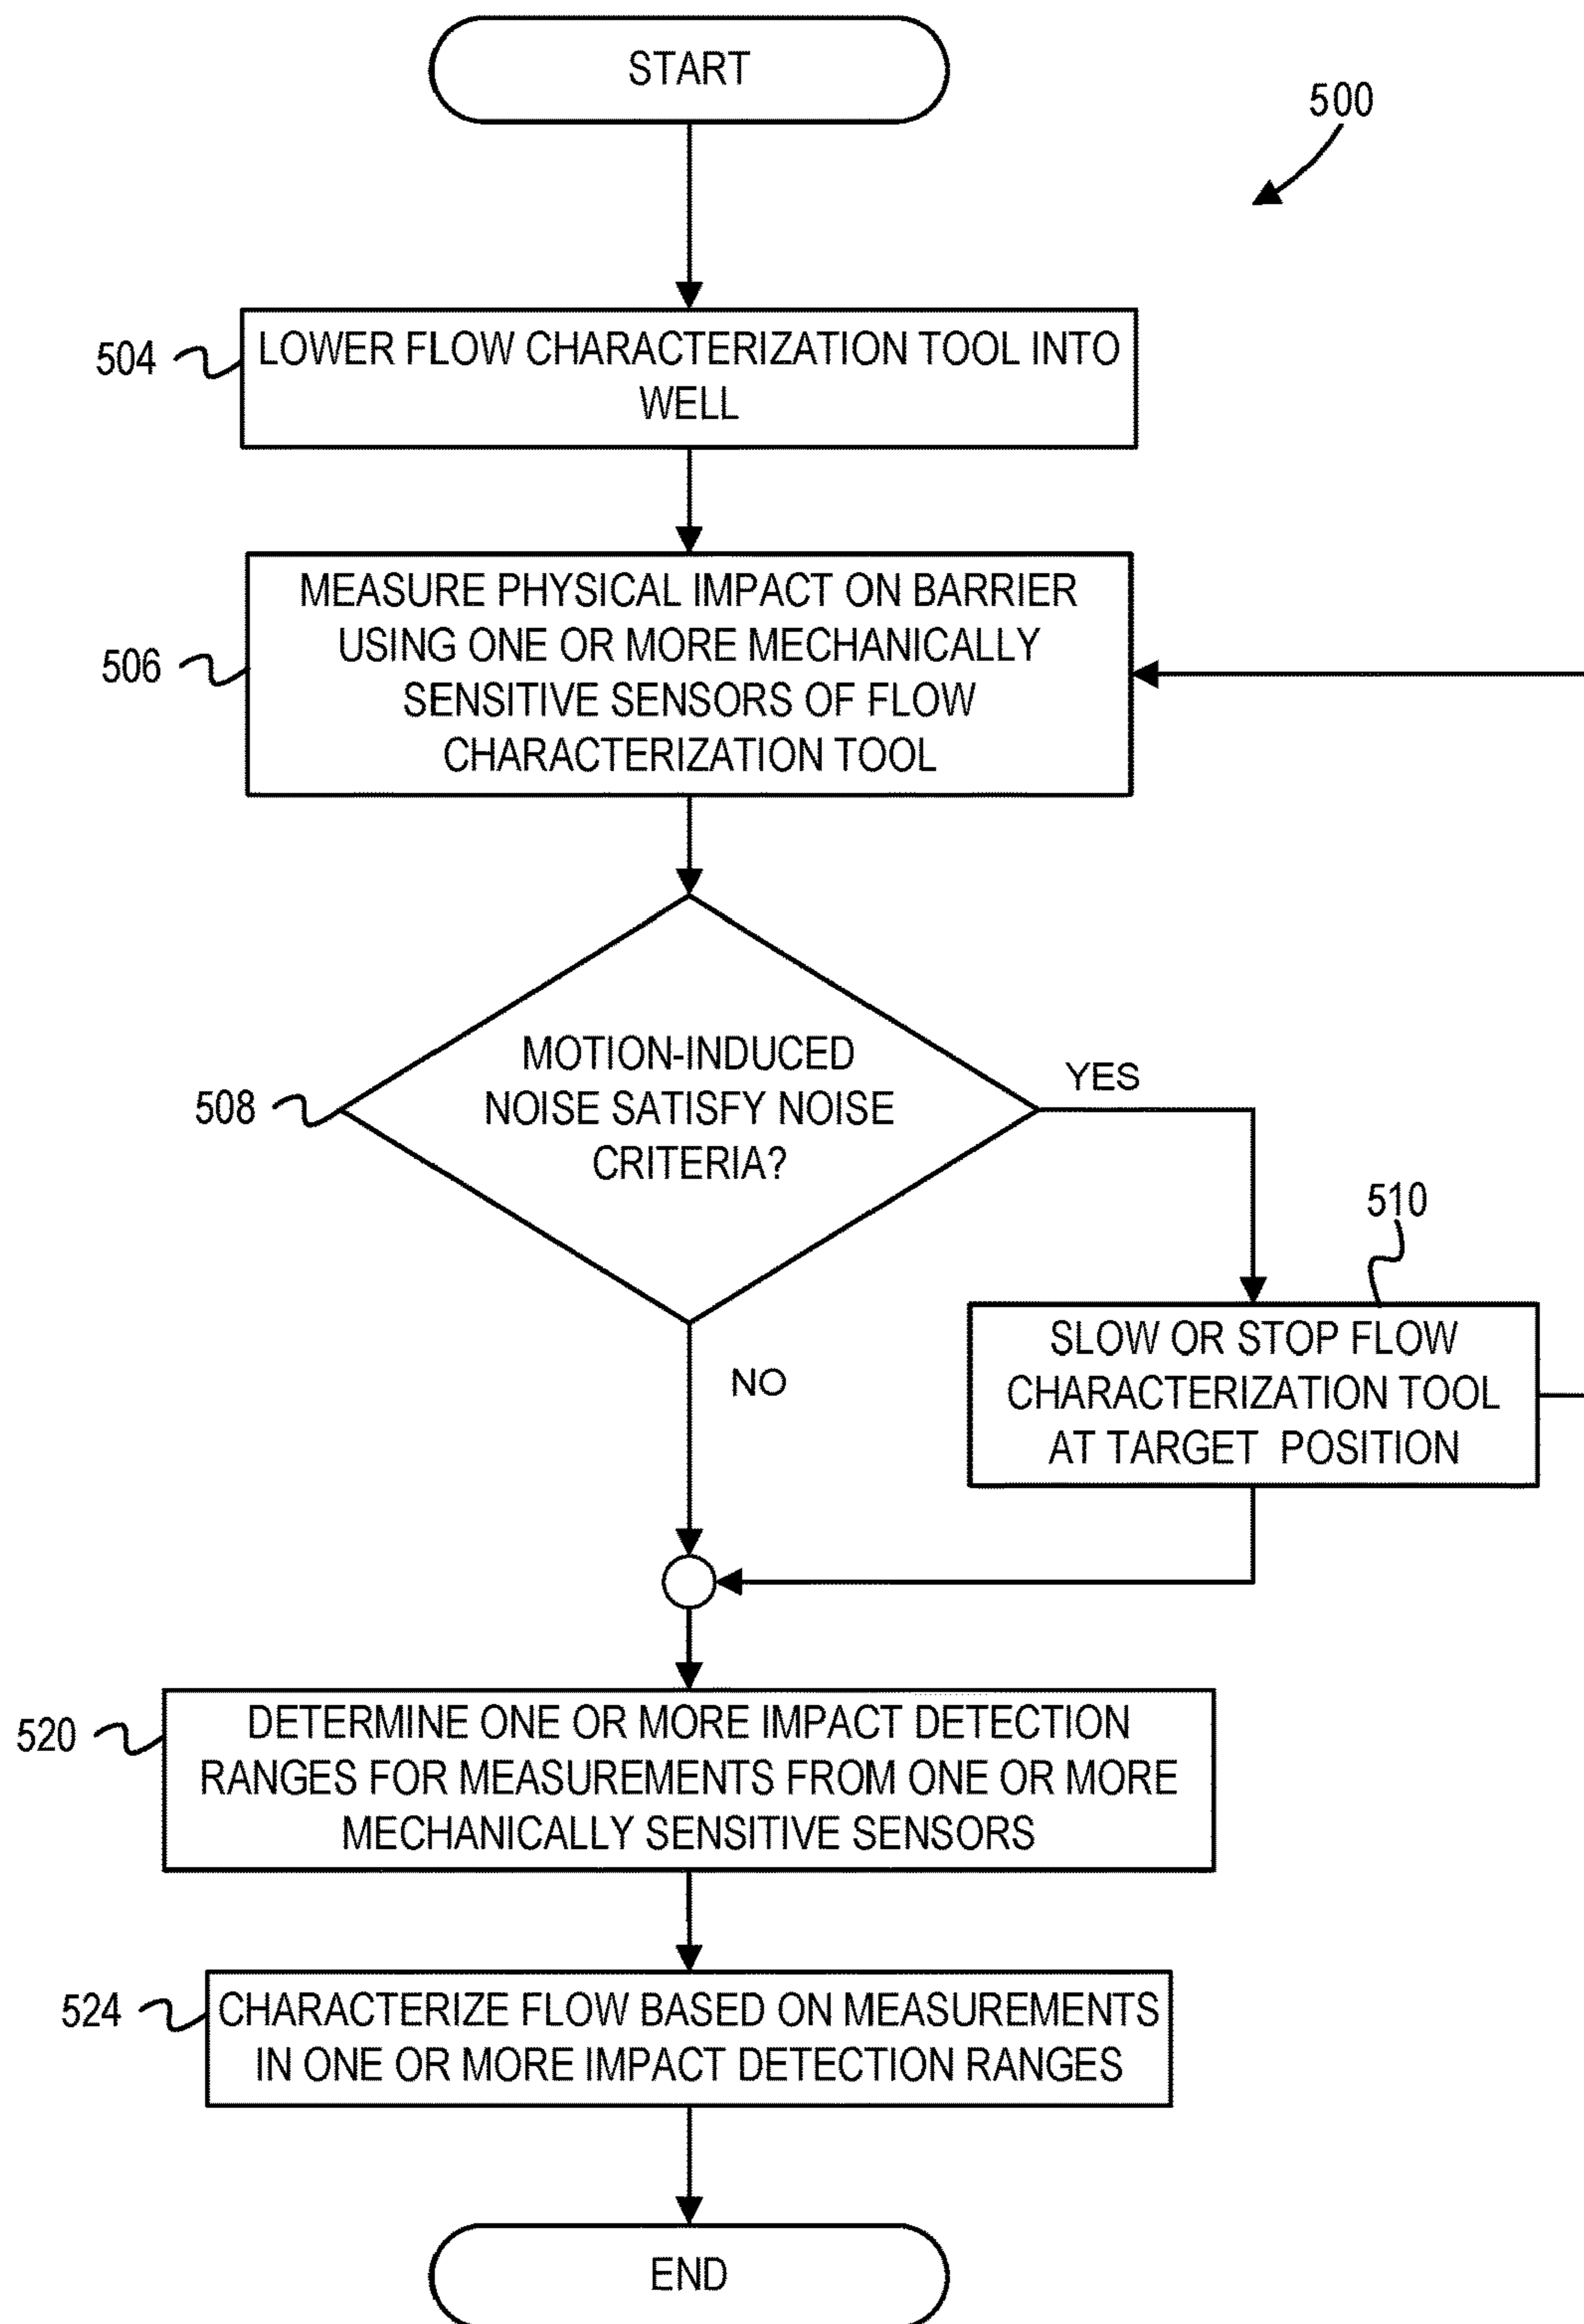 START
500
504
LOWER FLOW CHARACTERIZATION TOOL INTO
WELL
506
MEASURE PHYSICAL IMPACT ON BARRIER
USING ONE OR MORE MECHANICALLY
SENSITIVE SENSORS OF FLOW
CHARACTERIZATION TOOL
508
MOTION-INDUCED
NOISE SATISFY NOISE
CRITERIA?
YES
NO
510
SLOW OR STOP FLOW
CHARACTERIZATION TOOL
AT TARGET POSITION
520
DETERMINE ONE OR MORE IMPACT DETECTION
RANGES FOR MEASUREMENTS FROM ONE OR MORE
MECHANICALLY SENSITIVE SENSORS
524
CHARACTERIZE FLOW BASED ON MEASUREMENTS
IN ONE OR MORE IMPACT DETECTION RANGES
END